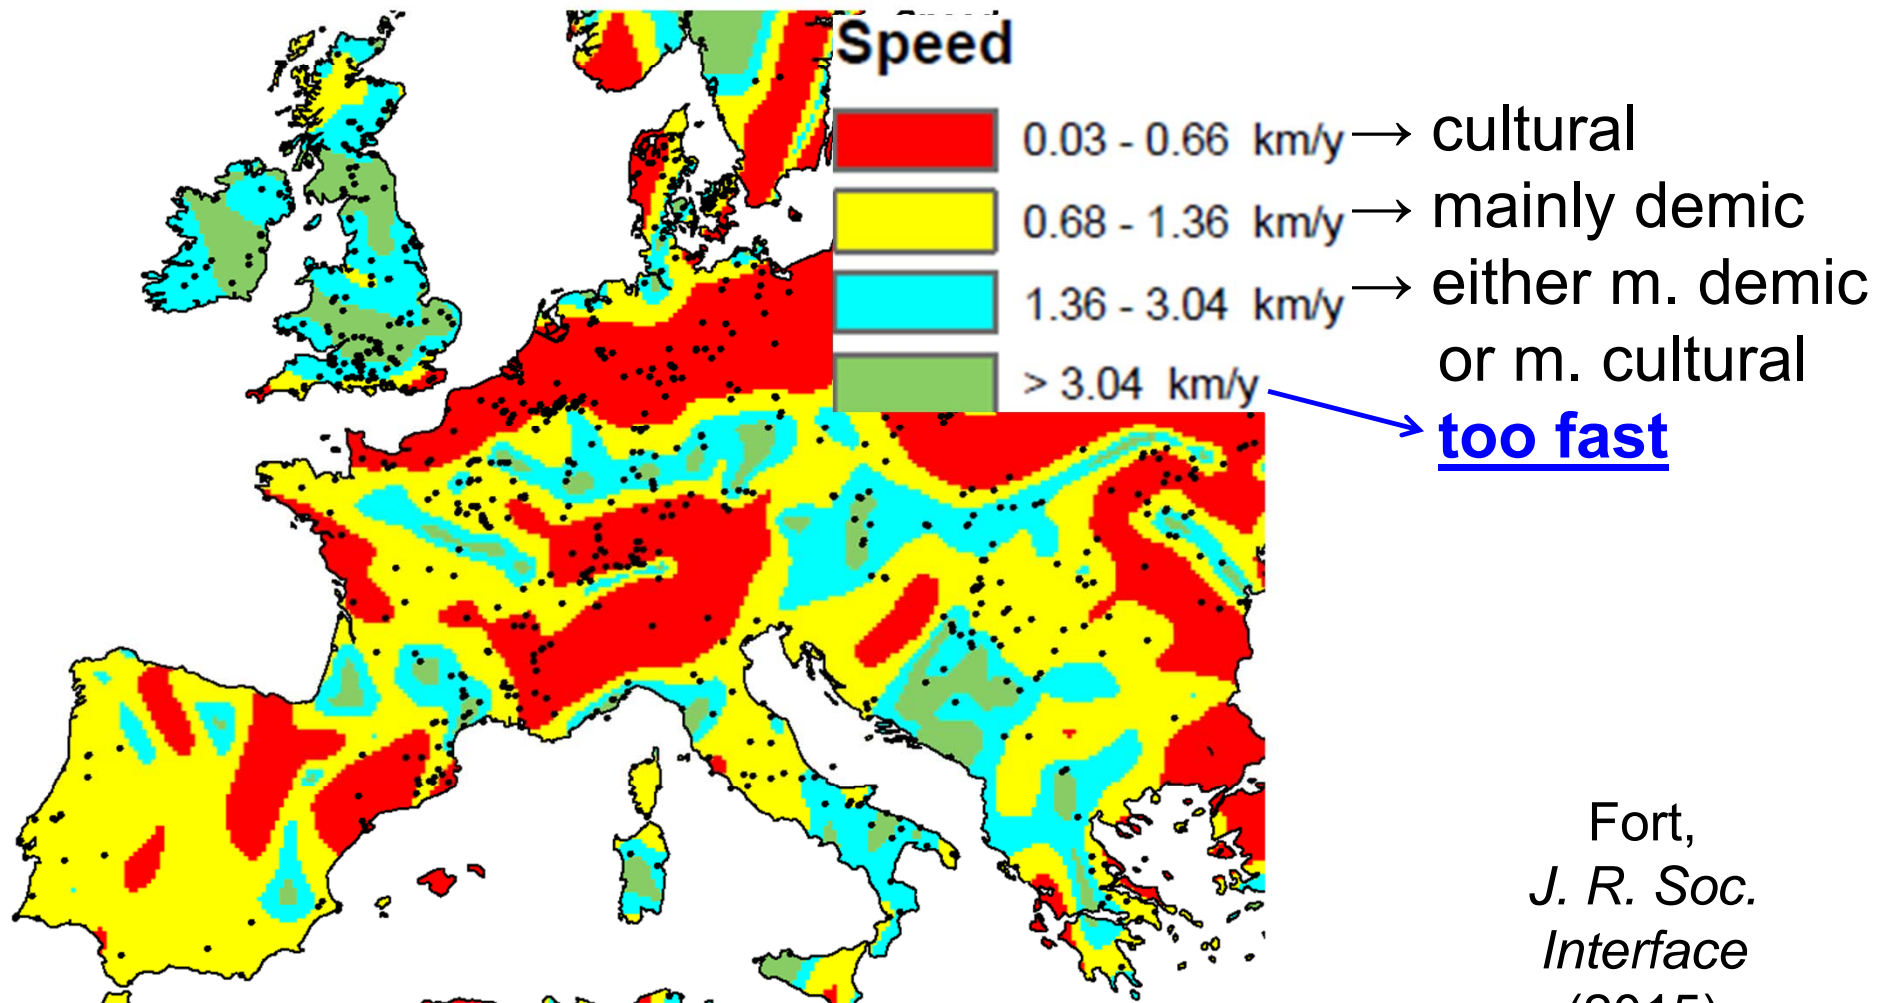 Speed
0.03 - 0.66 km/y → cultural
0.68 - 1.36 km/y → mainly demic
1.36 - 3.04 km/y → either m. demic
or m. cultural
> 3.04 km/y
too fast
Fort,
J. R. Soc.
Interface
(2015)